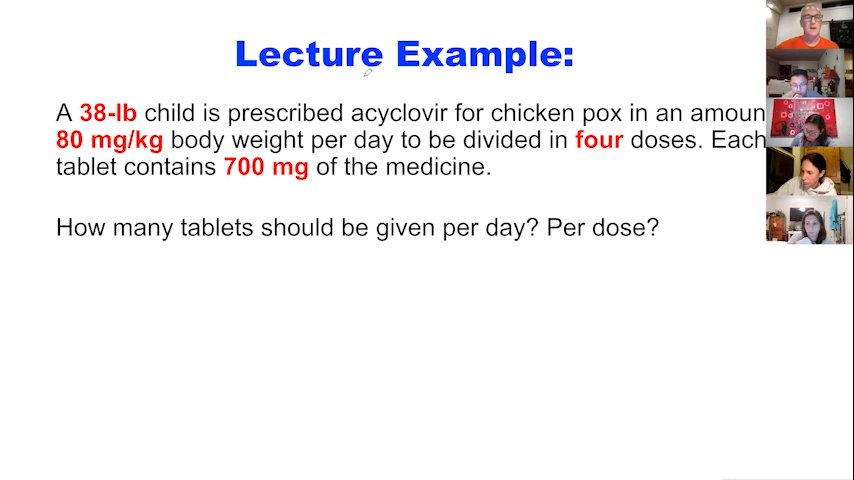 Lecture Example:
A 38-lb child is prescribed acyclovir for chicken pox in an amoun
80 mg/kg body weight per day to be divided in four doses. Each
tablet contains 700 mg of the medicine.
How many tablets should be given per day? Per dose?